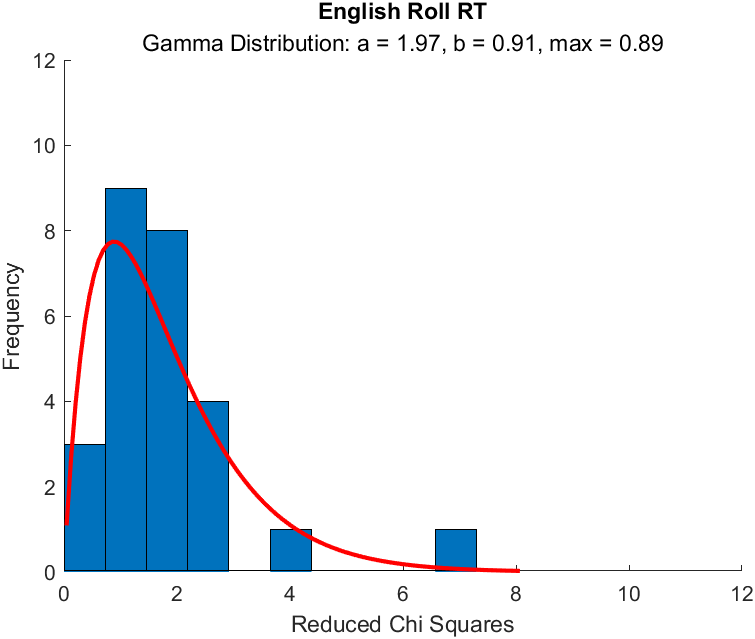 English Roll RT
Gamma Distribution: a = 1.97, b = 0.91, max = 0.89
12
10
8
6
4
2
0
Frequency
0 2 4 6 8 10 12
Reduced Chi Squares